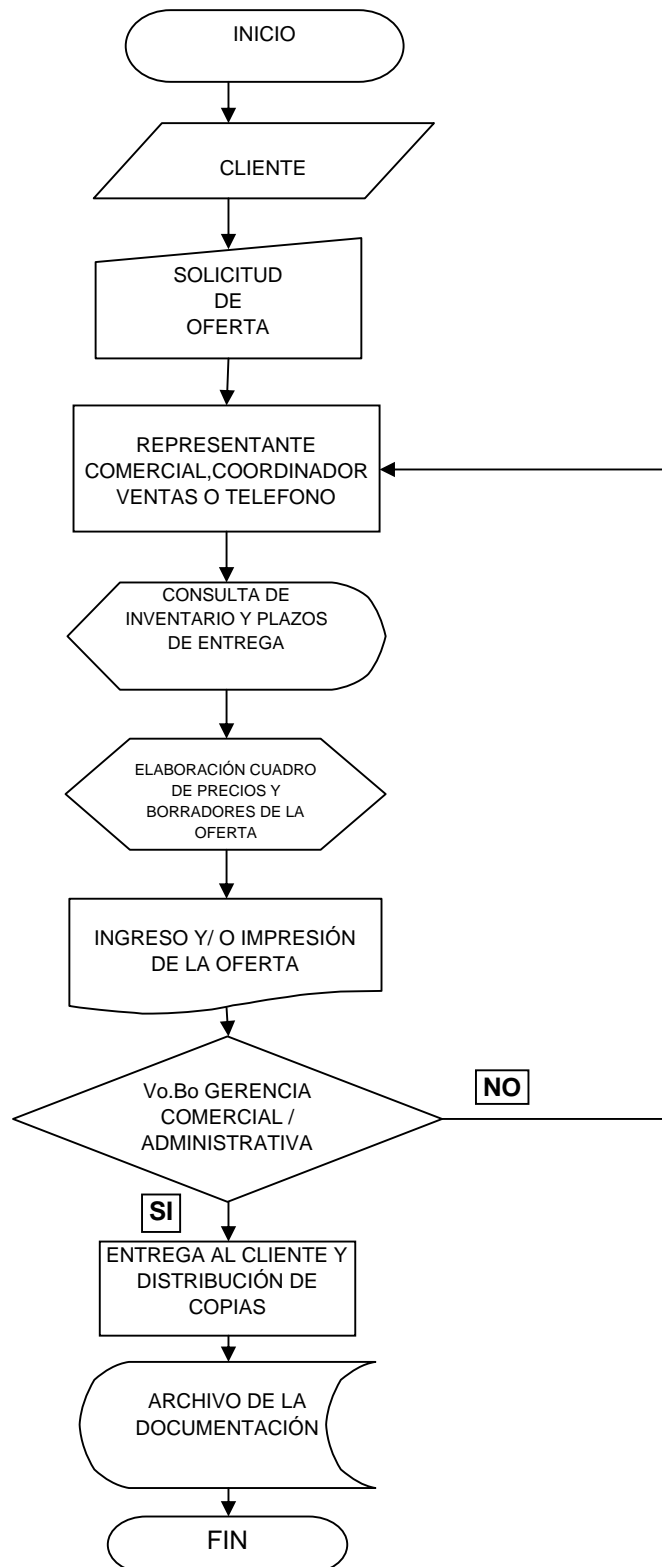 INICIO
CLIENTE
SOLICITUD
DE
OFERTA
REPRESENTANTE
COMERCIAL,COORDINADOR
VENTAS O TELEFONO
CONSULTA DE
INVENTARIO Y PLAZOS
DE ENTREGA
ELABORACIÓN CUADRO
DE PRECIOS Y
BORRADORES DE LA
OFERTA
INGRESO Y/ O IMPRESIÓN
DE LA OFERTA
Vo.Bo GERENCIA
COMERCIAL /
ADMINISTRATIVA
NO
SI
ENTREGA AL CLIENTE Y
DISTRIBUCIÓN DE
COPIAS
ARCHIVO DE LA
DOCUMENTACIÓN
FIN